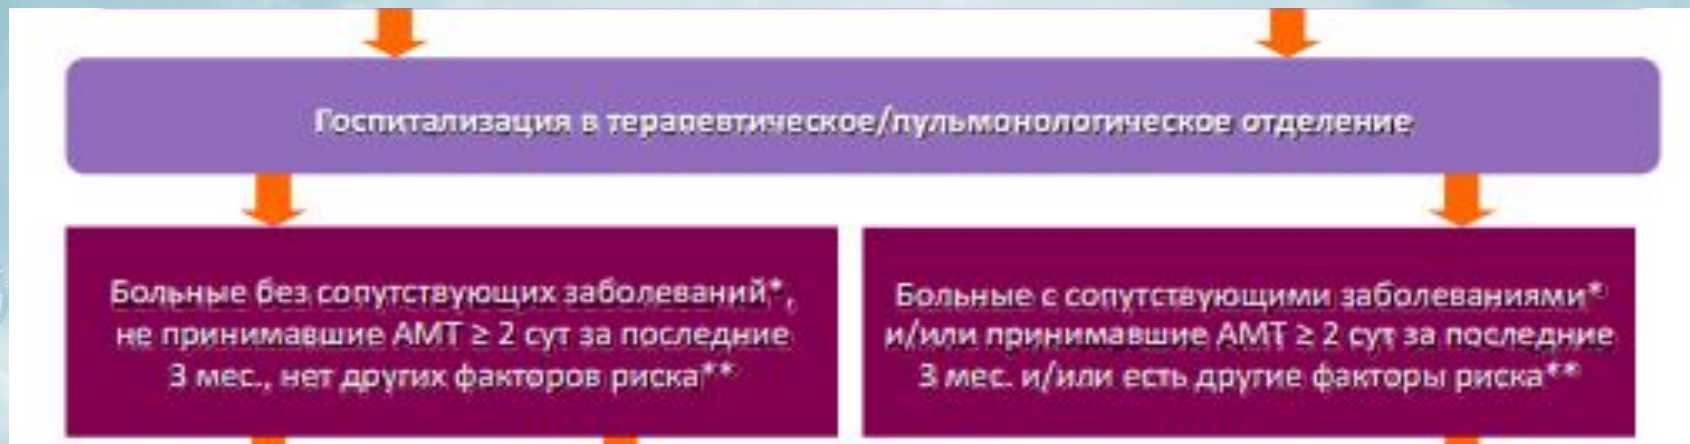 Госпитализация в терапевтическое/пульмонологическое отделение
Больные без сопутствующих заболеваний*,
не принимавшие АМТ ≥ 2 сут за последние
3 мес., нет других факторов риска**
Больные с сопутствующими заболеваниями*
и/или принимавшие АМТ ≥ 2 сут за последние
3 мес. и/или есть другие факторы риска**